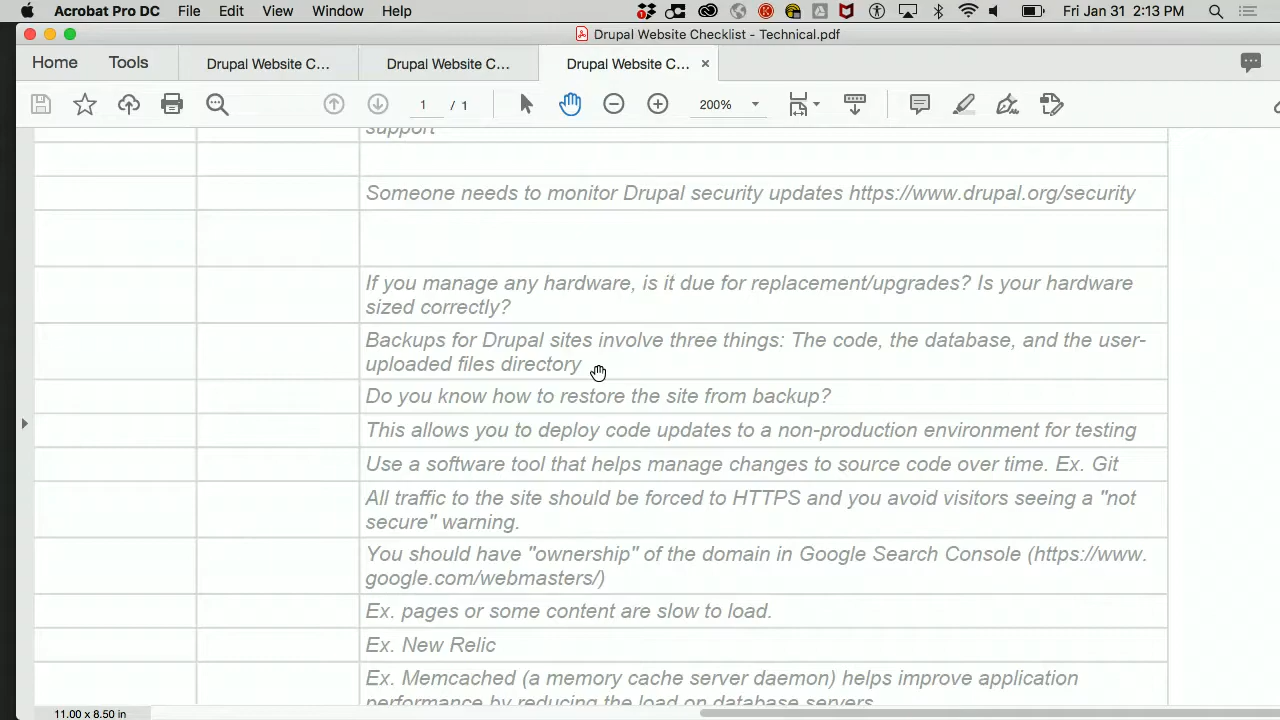 Acrobat Pro DC File Edit View Window Help Fri Jan 31 2:13 PM
Drupal Website Checklist - Technical.pdf
Home Tools Drupal Website C... Drupal Website C... Drupal Website C... ×
1 / 1 200%
support
Someone needs to monitor Drupal security updates https://www.drupal.org/security
If you manage any hardware, is it due for replacement/upgrades? Is your hardware
sized correctly?
Backups for Drupal sites involve three things: The code, the database, and the user-
uploaded files directory
Do you know how to restore the site from backup?
This allows you to deploy code updates to a non-production environment for testing
Use a software tool that helps manage changes to source code over time. Ex. Git
All traffic to the site should be forced to HTTPS and you avoid visitors seeing a "not
secure" warning.
You should have "ownership" of the domain in Google Search Console (https://www.
google.com/webmasters/)
Ex. pages or some content are slow to load.
Ex. New Relic
Ex. Memcached (a memory cache server daemon) helps improve application
performance by reducing the load on database servers
11.00 x 8.50 in